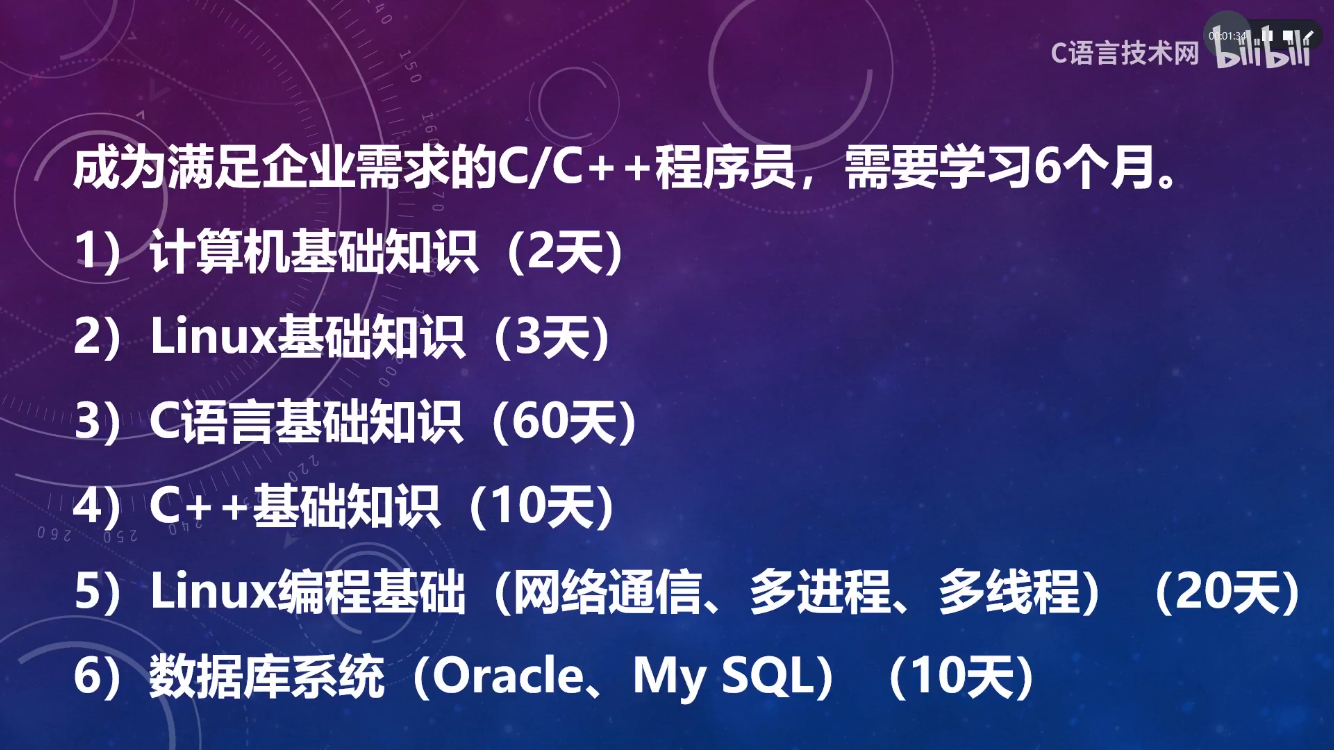 C语言技术网 bilibili
成为满足企业需求的C/C++程序员，需要学习6个月。
1）计算机基础知识（2天）
2）Linux基础知识（3天）
3）C语言基础知识（60天）
4）C++基础知识（10天）
5）Linux编程基础（网络通信、多进程、多线程）（20天）
6）数据库系统（Oracle、My SQL）（10天）
150
260
250
240